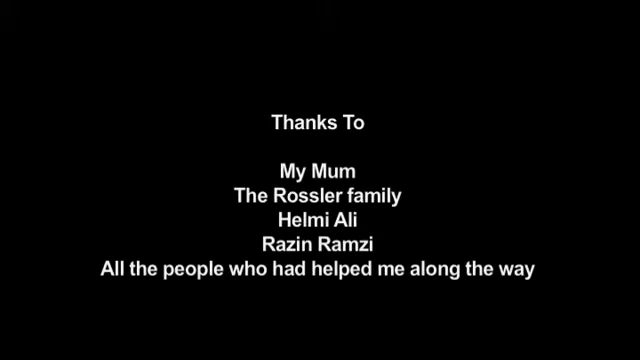 Thanks To
My Mum
The Rossler family
Helmi Ali
Razin Ramzi
All the people who had helped me along the way